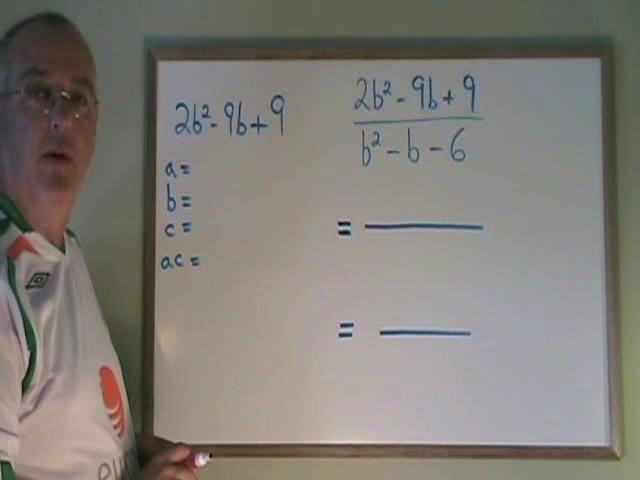 2b² - 9b + 9
a =
b =
c =
ac =
2b² - 9b + 9
b² - b - 6
=
=